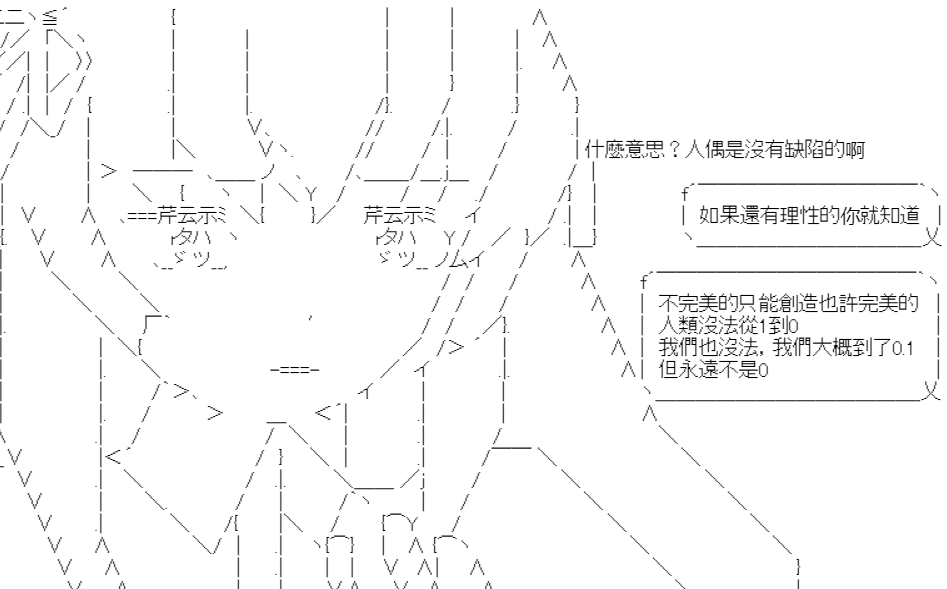 什麼意思？人偶是沒有缺陷的啊
如果還有理性的你就知道
不完美的只能創造也許完美的
人類沒法從1到0
我們也沒法，我們大概到了0.1
但永遠不是0